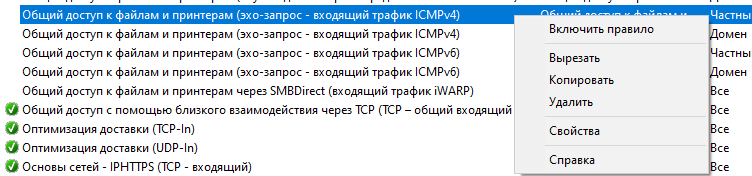 Общий доступ к файлам и принтерам (эхо-запрос - входящий трафик ICMPv4) Общий доступ к файлам и Частны
Включить правило
Общий доступ к файлам и принтерам (эхо-запрос - входящий трафик ICMPv4) Домен
Общий доступ к файлам и принтерам (эхо-запрос - входящий трафик ICMPv6) Частны
Вырезать
Общий доступ к файлам и принтерам (эхо-запрос - входящий трафик ICMPv6) Домен
Копировать
Общий доступ к файлам и принтерам через SMBDirect (входящий трафик iWARP) Все
Удалить
Общий доступ с помощью близкого взаимодействия через TCP (TCP – общий входящий Все
Оптимизация доставки (TCP-In) Все
Свойства
Оптимизация доставки (UDP-In) Все
Основы сетей - IPHTTPS (TCP - входящий) Все
Справка